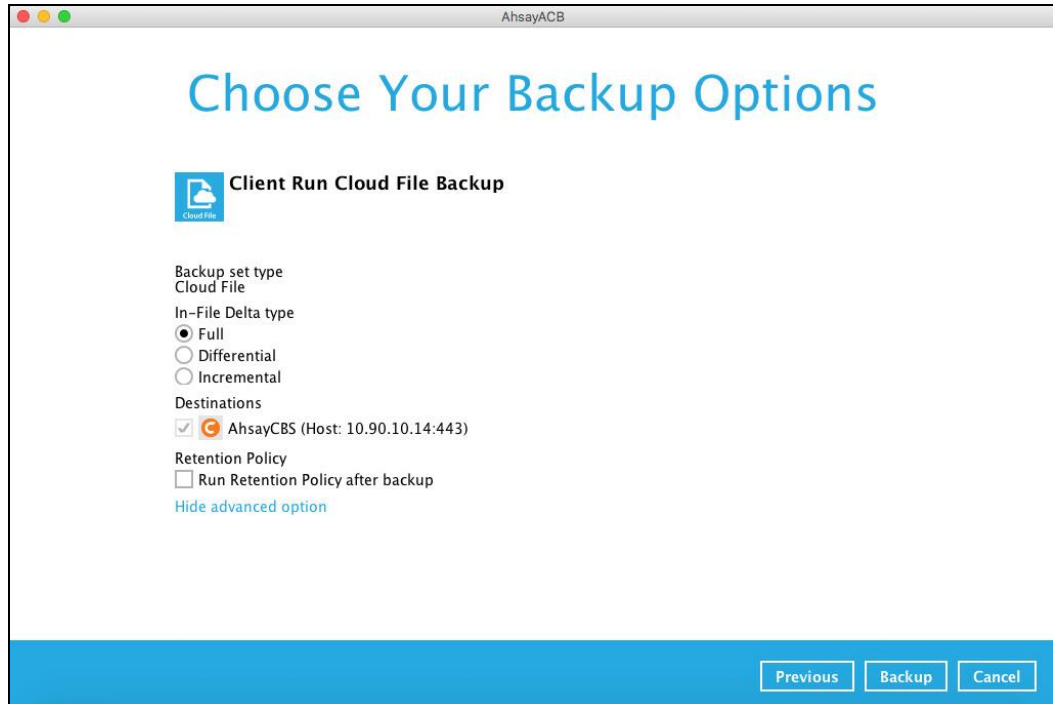 AhsayACB
Choose Your Backup Options
Client Run Cloud File Backup
Cloud File
Backup set type
Cloud File
In-File Delta type
Full
Differential
Incremental
Destinations
C AhsayCBS (Host: 10.90.10.14:443)
Retention Policy
Run Retention Policy after backup
Hide advanced option
Previous Backup Cancel